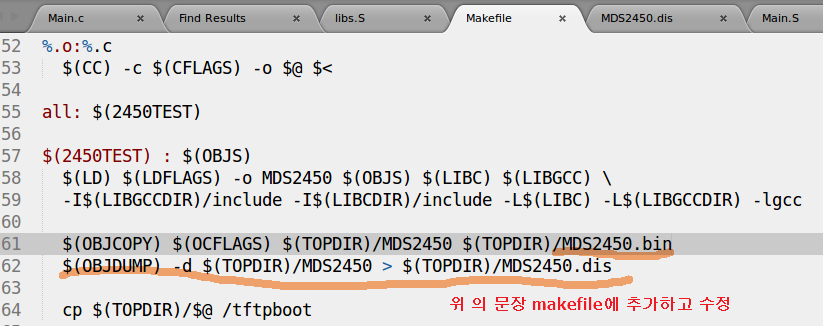 Main.c
Find Results
libs.S
Makefile
MDS2450.dis
Main.S
52 %.o:%.c
53 $(CC) -c $(CFLAGS) -o $@ $<
54
55 all: $(2450TEST)
56
57 $(2450TEST) : $(OBJS)
58 $(LD) $(LDFLAGS) -o MDS2450 $(OBJS) $(LIBC) $(LIBGCC) \
59 -I$(LIBGCCDIR)/include -I$(LIBCDIR)/include -L$(LIBC) -L$(LIBGCCDIR) -lgcc
60
61 $(OBJCOPY) $(OCFLAGS) $(TOPDIR)/MDS2450 $(TOPDIR)/MDS2450.bin
62 $(OBJDUMP) -d $(TOPDIR)/MDS2450 > $(TOPDIR)/MDS2450.dis
63
위 의 문장 makefile에 추가하고 수정
64 cp $(TOPDIR)/$@ /tftpboot